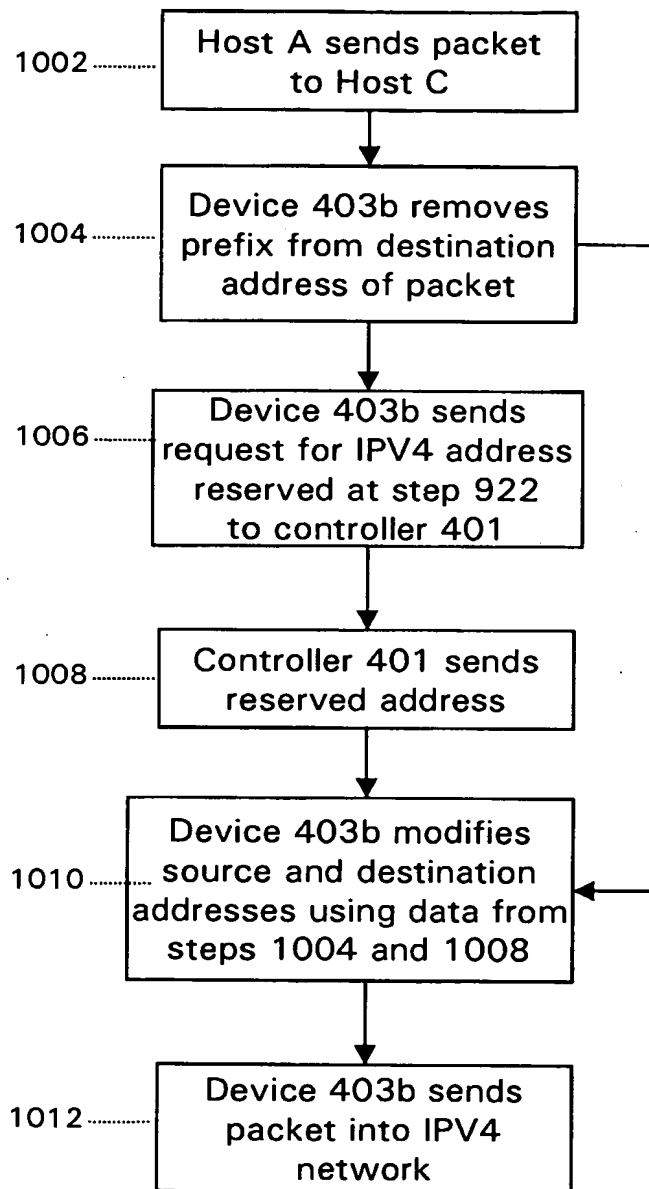 Host A sends packet
1002
to Host C
Device 403b removes
1004
prefix from destination
address of packet
Device 403b sends
1006
request for IPV4 address
reserved at step 922
to controller 401
Controller 401 sends
1008
reserved address
Device 403b modifies
source and destination
1010
addresses using data from
steps 1004 and 1008
Device 403b sends
1012
packet into IPV4
network